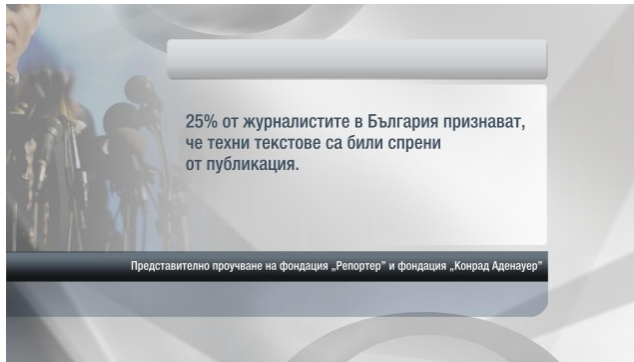 25% от журналистите в България признават,
че техни текстове са били спрени
от публикация.
Представително проучване на фондация „Репортер” и фондация „Конрад Аденауер”